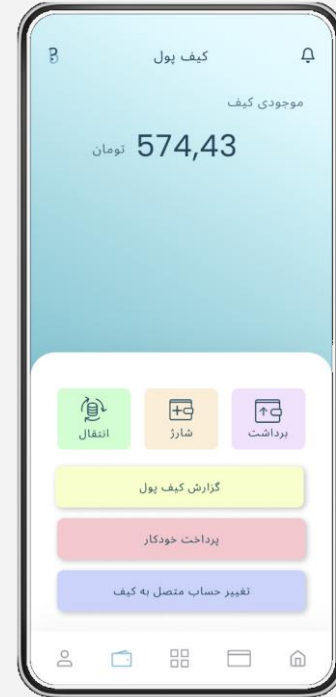 کیف پول
موجودی کیف
574,43 تومان
برداشت
شارژ
انتقال
گزارش کیف پول
پرداخت خودکار
تغییر حساب متصل به کیف